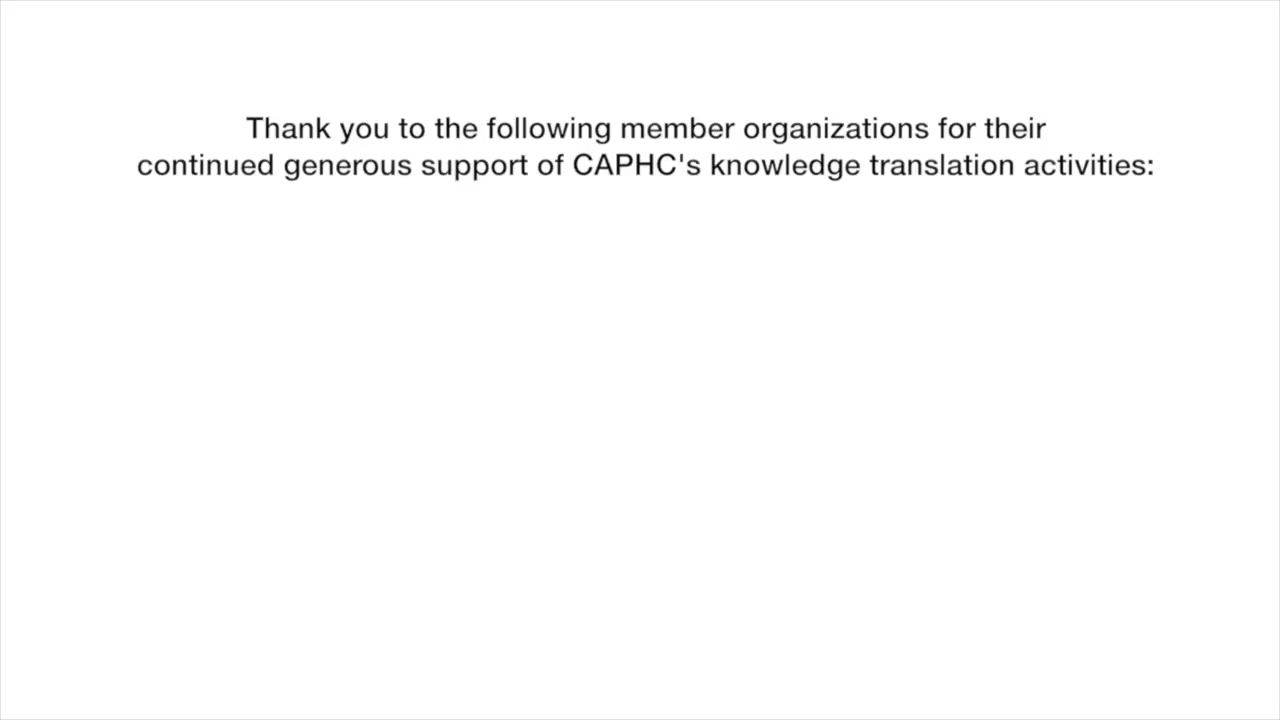 Thank you to the following member organizations for their
continued generous support of CAPHC's knowledge translation activities: